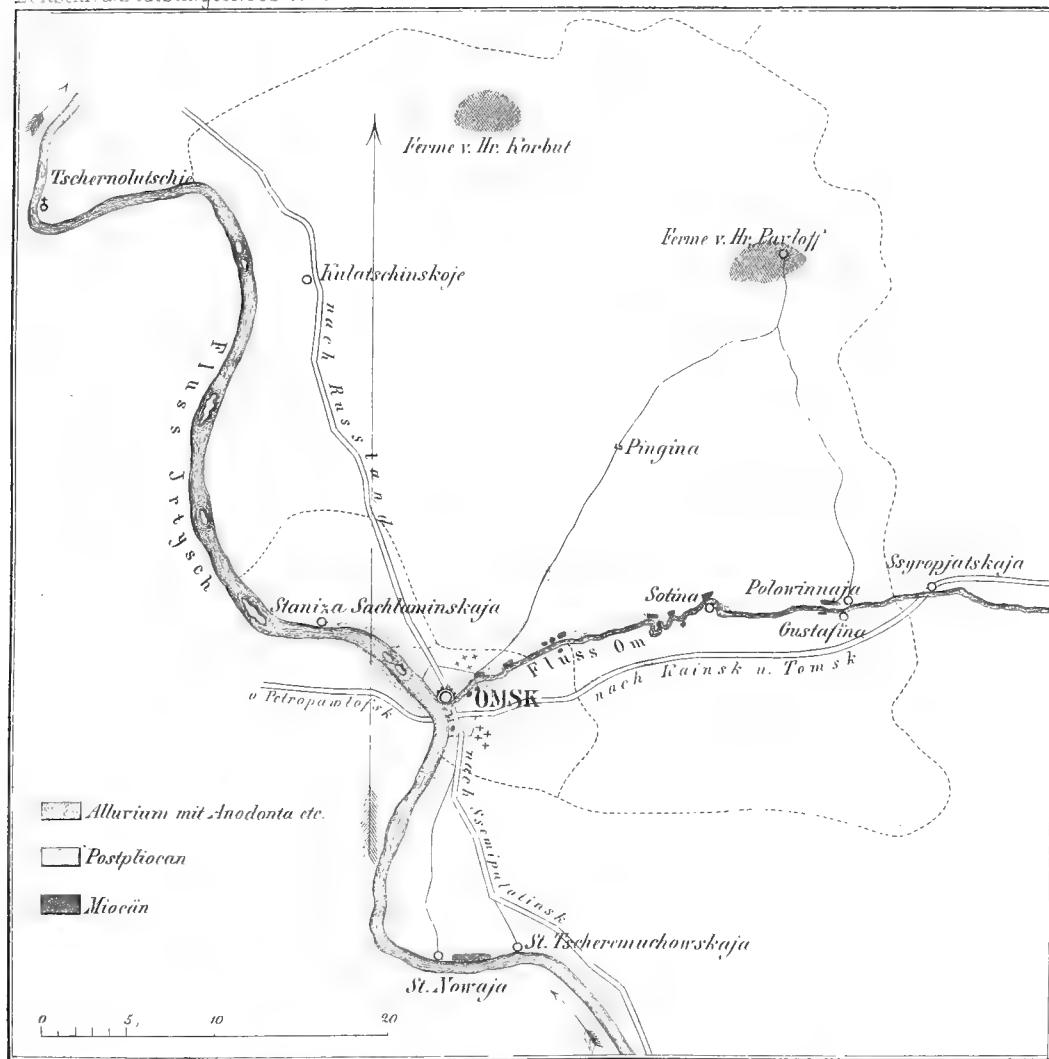 Ferme v. Hr. Korbut
Tschernolutschje
Ferme v. Hr. Pavloff
Kulatschinskoje
nach Russland
Fluss Jrtysch
Pingina
Ssyropjatskaja
Sotina
Polowinnaja
Staniza Sachlaminskaja
Gustafina
Fluss Om
nach Kainsk u. Tomsk
v. Petropawlofsk
OMSK
nach Ssemipalatinsk
Alluvium mit Anodonta etc.
Postpliocan
Miocän
St. Tscheremuchowskaja
St. Nowaja
0 5, 10 20